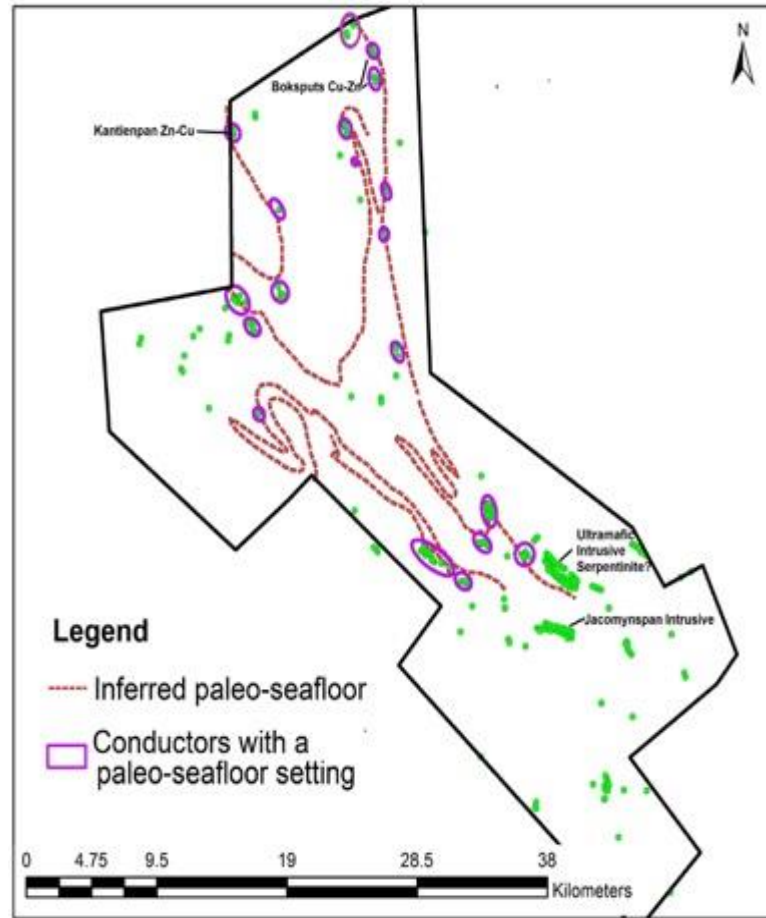 N
Boksputs Cu-Zn
Kantienpan Zn-Cu
Ultramafic
Intrusive
Serpentinite?
Jacomynspan Intrusive
Legend
Inferred paleo-seafloor
Conductors with a
paleo-seafloor setting
0 4.75 9.5 19 28.5 38
Kilometers